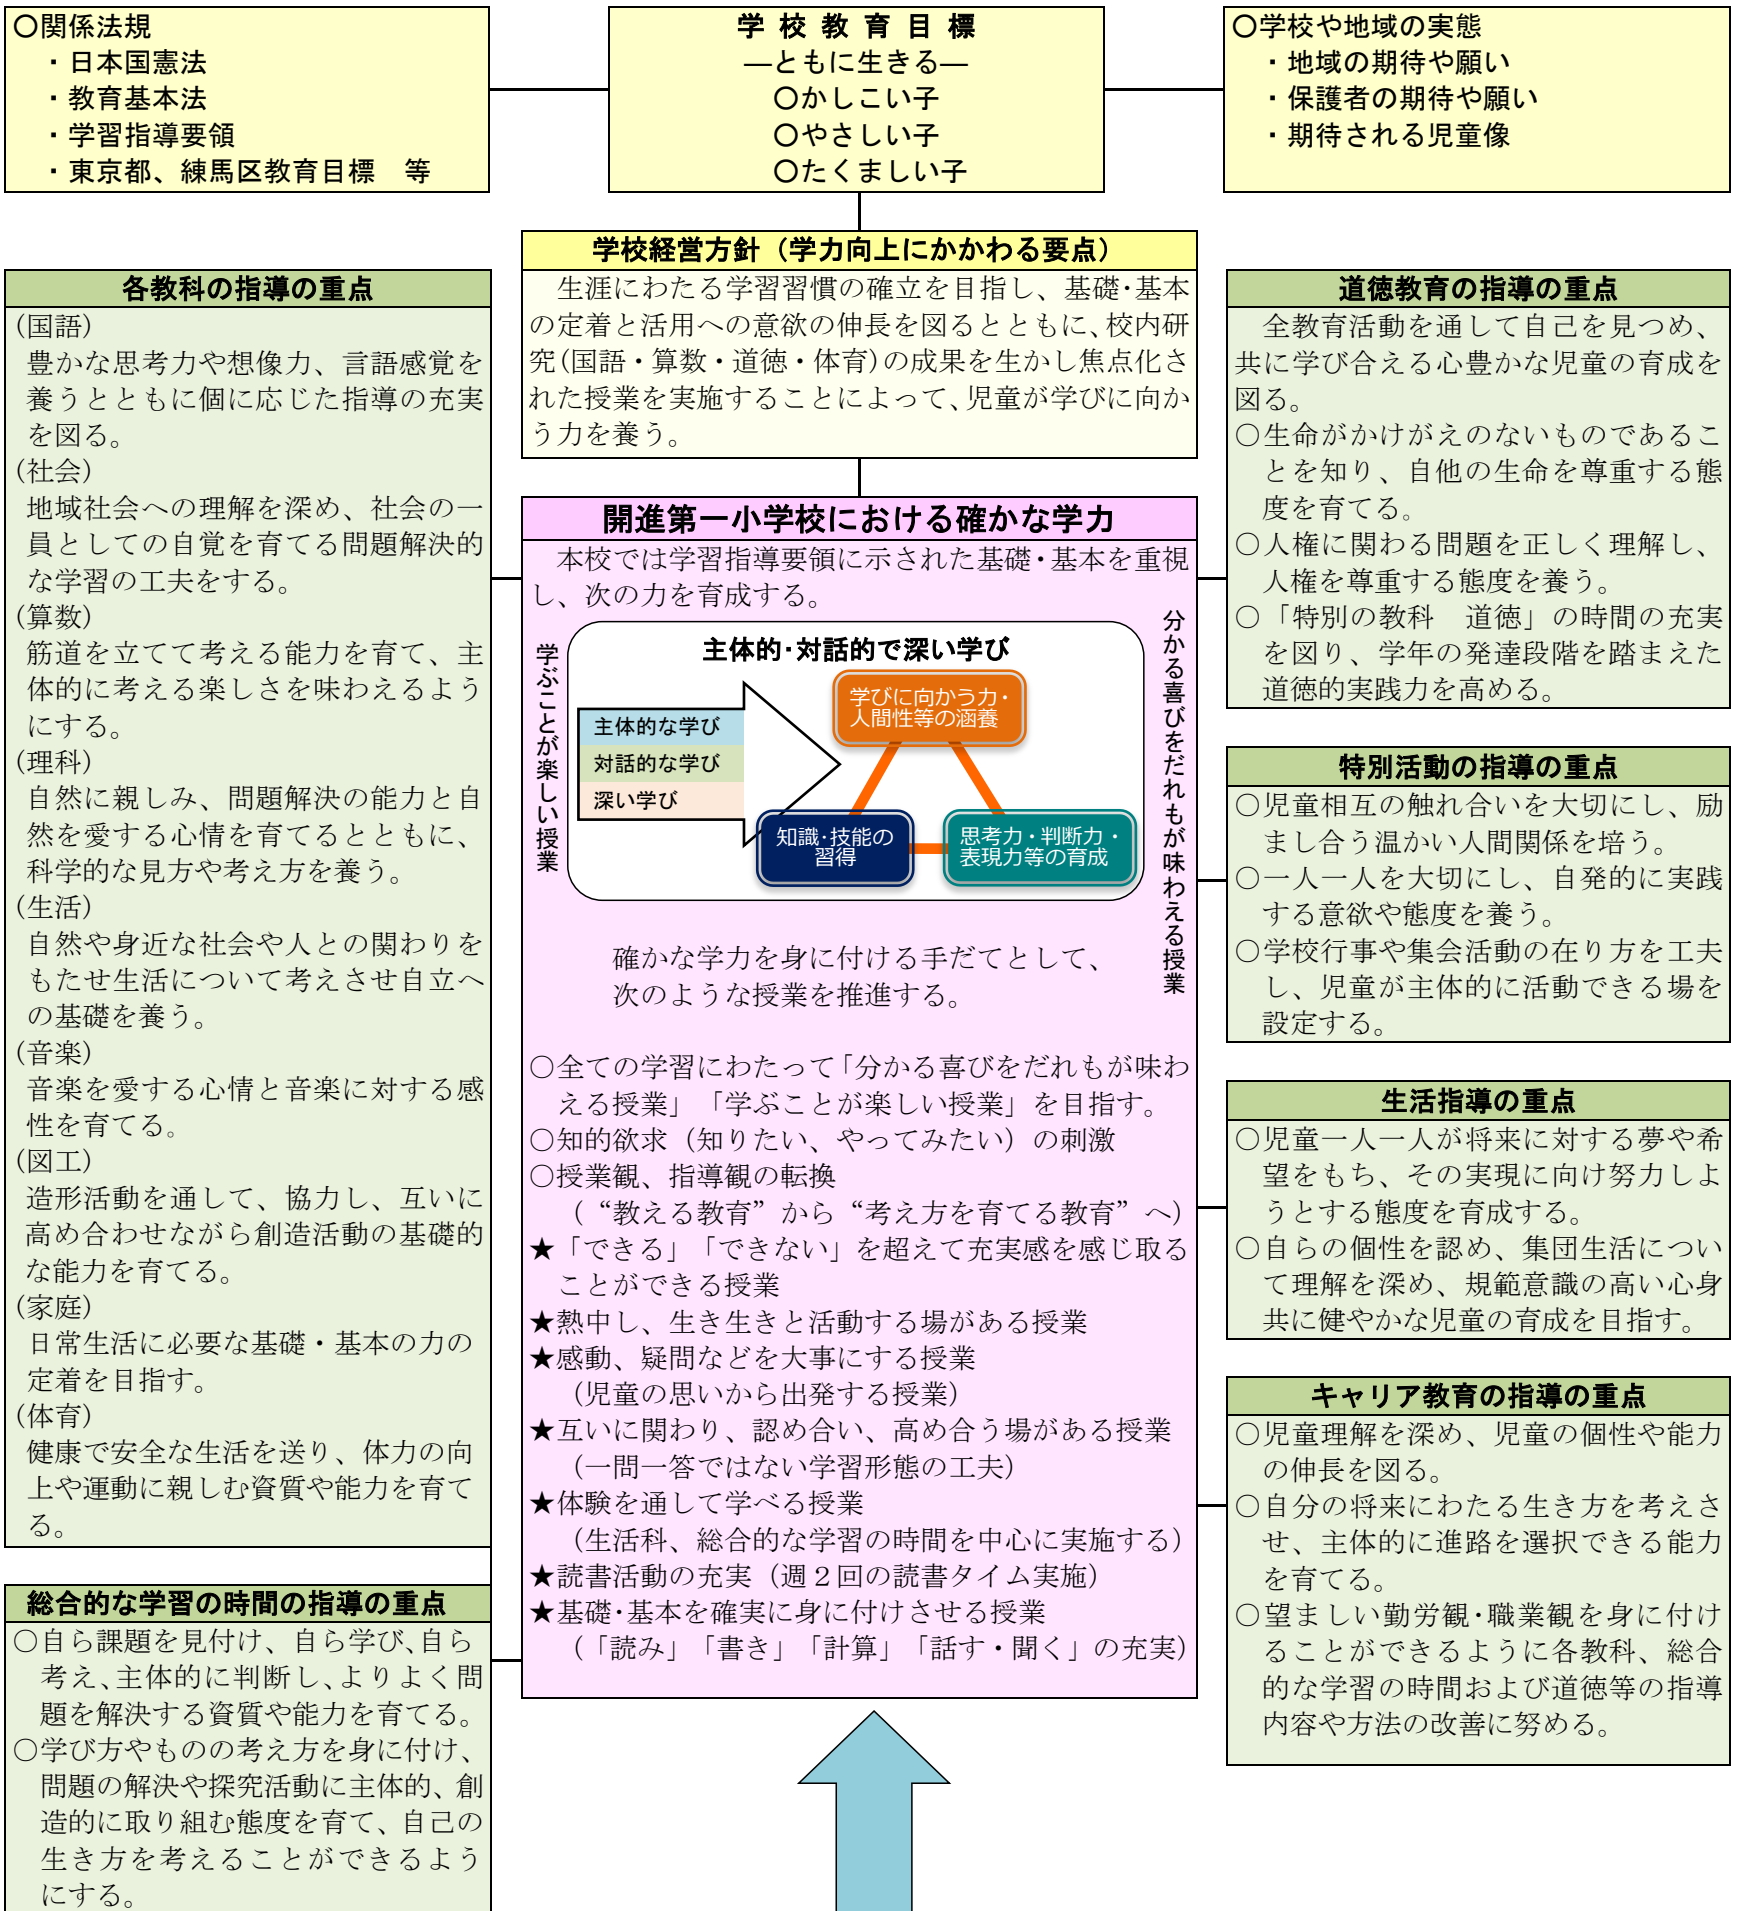 〇関係法規
・日本国憲法
・教育基本法
・学習指導要領
・東京都、練馬区教育目標　等
学校教育目標
―ともに生きる―
〇かしこい子
〇やさしい子
〇たくましい子
〇学校や地域の実態
・地域の期待や願い
・保護者の期待や願い
・期待される児童像
学校経営方針（学力向上にかかわる要点）
生涯にわたる学習習慣の確立を目指し、基礎・基本
の定着と活用への意欲の伸長を図るとともに、校内研
究(国語・算数・道徳・体育)の成果を生かし焦点化さ
れた授業を実施することによって、児童が学びに向か
う力を養う。
各教科の指導の重点
(国語)
豊かな思考力や想像力、言語感覚を
養うとともに個に応じた指導の充実
を図る。
(社会)
地域社会への理解を深め、社会の一
員としての自覚を育てる問題解決的
な学習の工夫をする。
(算数)
筋道を立てて考える能力を育て、主
体的に考える楽しさを味わえるよう
にする。
(理科)
自然に親しみ、問題解決の能力と自
然を愛する心情を育てるとともに、
科学的な見方や考え方を養う。
(生活)
自然や身近な社会や人との関わりを
もたせ生活について考えさせ自立へ
の基礎を養う。
(音楽)
音楽を愛する心情と音楽に対する感
性を育てる。
(図工)
造形活動を通して、協力し、互いに
高め合わせながら創造活動の基礎的
な能力を育てる。
(家庭)
日常生活に必要な基礎・基本の力の
定着を目指す。
(体育)
健康で安全な生活を送り、体力の向
上や運動に親しむ資質や能力を育て
る。
総合的な学習の時間の指導の重点
○自ら課題を見付け、自ら学び、自ら
考え、主体的に判断し、よりよく問
題を解決する資質や能力を育てる。
○学び方やものの考え方を身に付け、
問題の解決や探究活動に主体的、創
造的に取り組む態度を育て、自己の
生き方を考えることができるよう
にする。
開進第一小学校における確かな学力
本校では学習指導要領に示された基礎・基本を重視
し、次の力を育成する。
学ぶことが楽しい授業
主体的・対話的で深い学び
主体的な学び
対話的な学び
深い学び
学びに向かう力・
人間性等の涵養
知識・技能の
習得
思考力・判断力・
表現力等の育成
分かる喜びをだれもが味わえる授業
確かな学力を身に付ける手だてとして、
次のような授業を推進する。
○全ての学習にわたって「分かる喜びをだれもが味わ
える授業」「学ぶことが楽しい授業」を目指す。
○知的欲求（知りたい、やってみたい）の刺激
○授業観、指導観の転換
（“教える教育”から“考え方を育てる教育”へ）
★「できる」「できない」を超えて充実感を感じ取る
ことができる授業
★熱中し、生き生きと活動する場がある授業
★感動、疑問などを大事にする授業
（児童の思いから出発する授業）
★互いに関わり、認め合い、高め合う場がある授業
（一問一答ではない学習形態の工夫）
★体験を通して学べる授業
（生活科、総合的な学習の時間を中心に実施する）
★読書活動の充実（週２回の読書タイム実施）
★基礎・基本を確実に身に付けさせる授業
（「読み」「書き」「計算」「話す・聞く」の充実）
道徳教育の指導の重点
全教育活動を通して自己を見つめ、
共に学び合える心豊かな児童の育成を
図る。
○生命がかけがえのないものであるこ
とを知り、自他の生命を尊重する態
度を育てる。
○人権に関わる問題を正しく理解し、
人権を尊重する態度を養う。
○「特別の教科　道徳」の時間の充実
を図り、学年の発達段階を踏まえた
道徳的実践力を高める。
特別活動の指導の重点
○児童相互の触れ合いを大切にし、励
まし合う温かい人間関係を培う。
○一人一人を大切にし、自発的に実践
する意欲や態度を養う。
○学校行事や集会活動の在り方を工夫
し、児童が主体的に活動できる場を
設定する。
生活指導の重点
○児童一人一人が将来に対する夢や希
望をもち、その実現に向け努力しよ
うとする態度を育成する。
○自らの個性を認め、集団生活につい
て理解を深め、規範意識の高い心身
共に健やかな児童の育成を目指す。
キャリア教育の指導の重点
○児童理解を深め、児童の個性や能力
の伸長を図る。
○自分の将来にわたる生き方を考えさ
せ、主体的に進路を選択できる能力
を育てる。
○望ましい勤労観・職業観を身に付け
ることができるように各教科、総合
的な学習の時間および道徳等の指導
内容や方法の改善に努める。